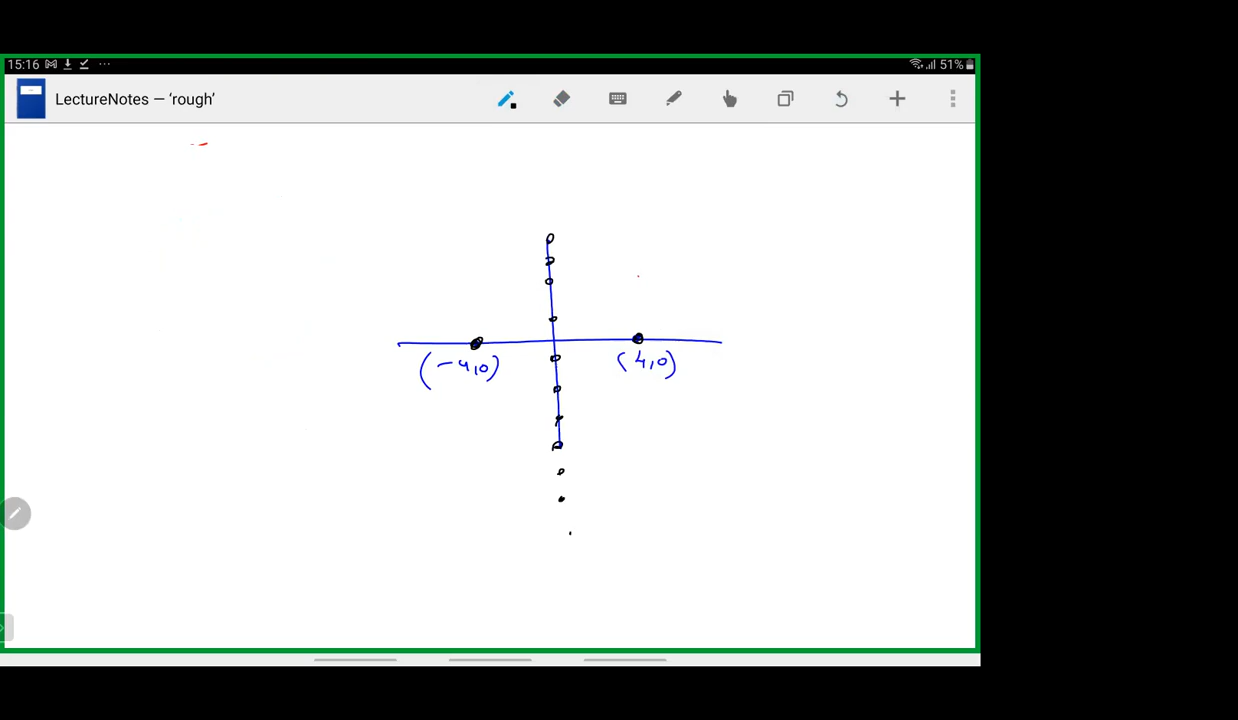 15:16 51%
LectureNotes — ‘rough’
(-4,0) (4,0)